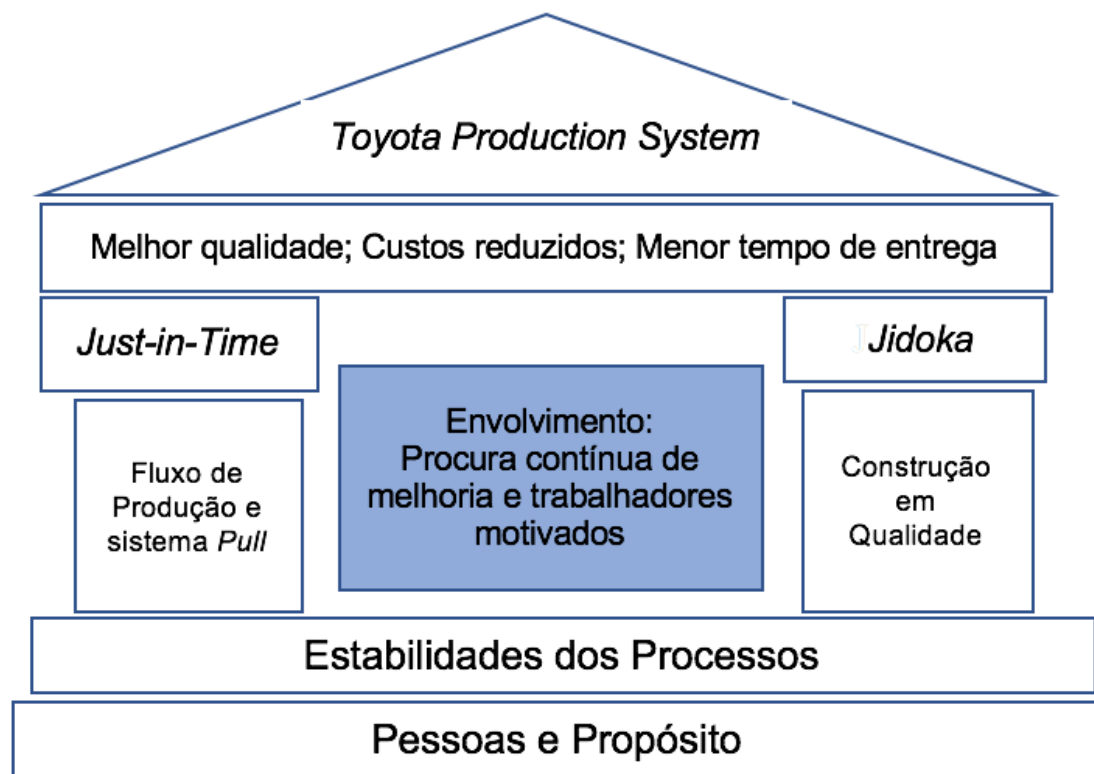 Toyota Production System
Melhor qualidade; Custos reduzidos; Menor tempo de entrega
Just-in-Time
JJidoka
Fluxo de
Produção e
sistema Pull
Envolvimento:
Procura contínua de
melhoria e trabalhadores
motivados
Construção
em
Qualidade
Estabilidades dos Processos
Pessoas e Propósito